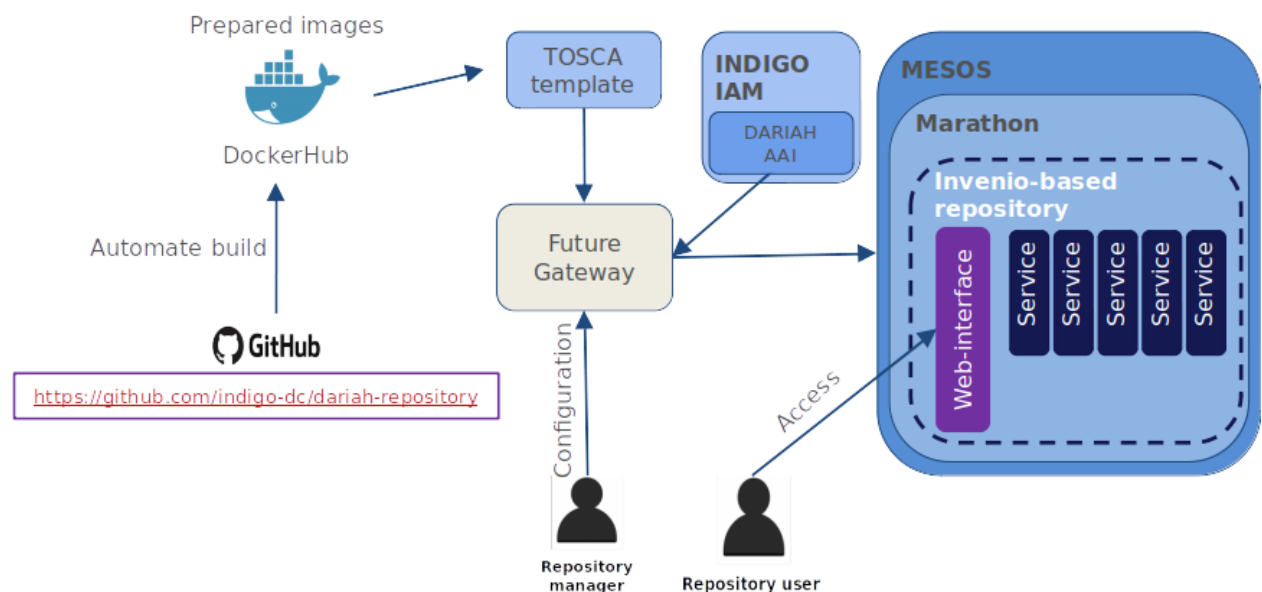 Prepared images
DockerHub
Automate build
GitHub
https://github.com/indigo-dc/dariah-repository
TOSCA
template
INDIGO
IAM
DARIAH
AAI
Future
Gateway
Configuration
Repository
manager
Access
Repository user
MESOS
Marathon
Invenio-based
repository
Web-interface
Service
Service
Service
Service
Service